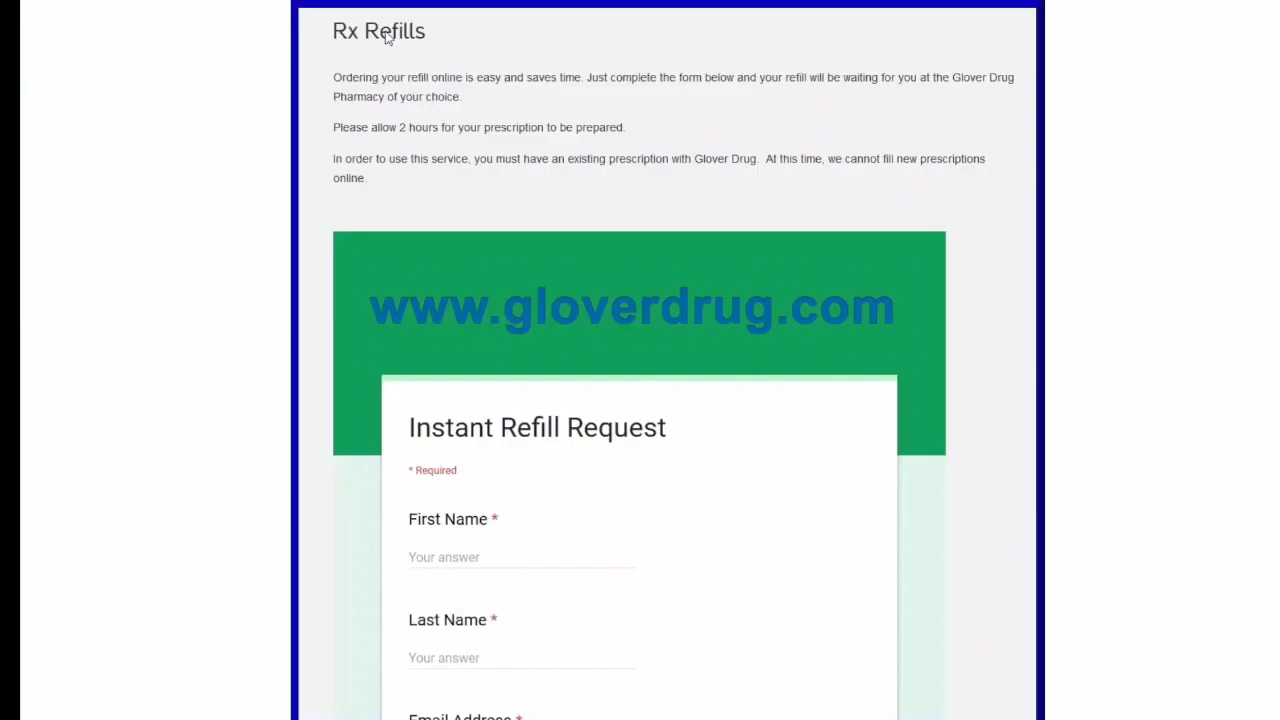 Rx Refills
Ordering your refill online is easy and saves time. Just complete the form below and your refill will be waiting for you at the Glover Drug
Pharmacy of your choice.
Please allow 2 hours for your prescription to be prepared.
In order to use this service, you must have an existing prescription with Glover Drug.  At this time, we cannot fill new prescriptions
online.
www.gloverdrug.com
Instant Refill Request
* Required
First Name *
Your answer
Last Name *
Your answer
Email Address *